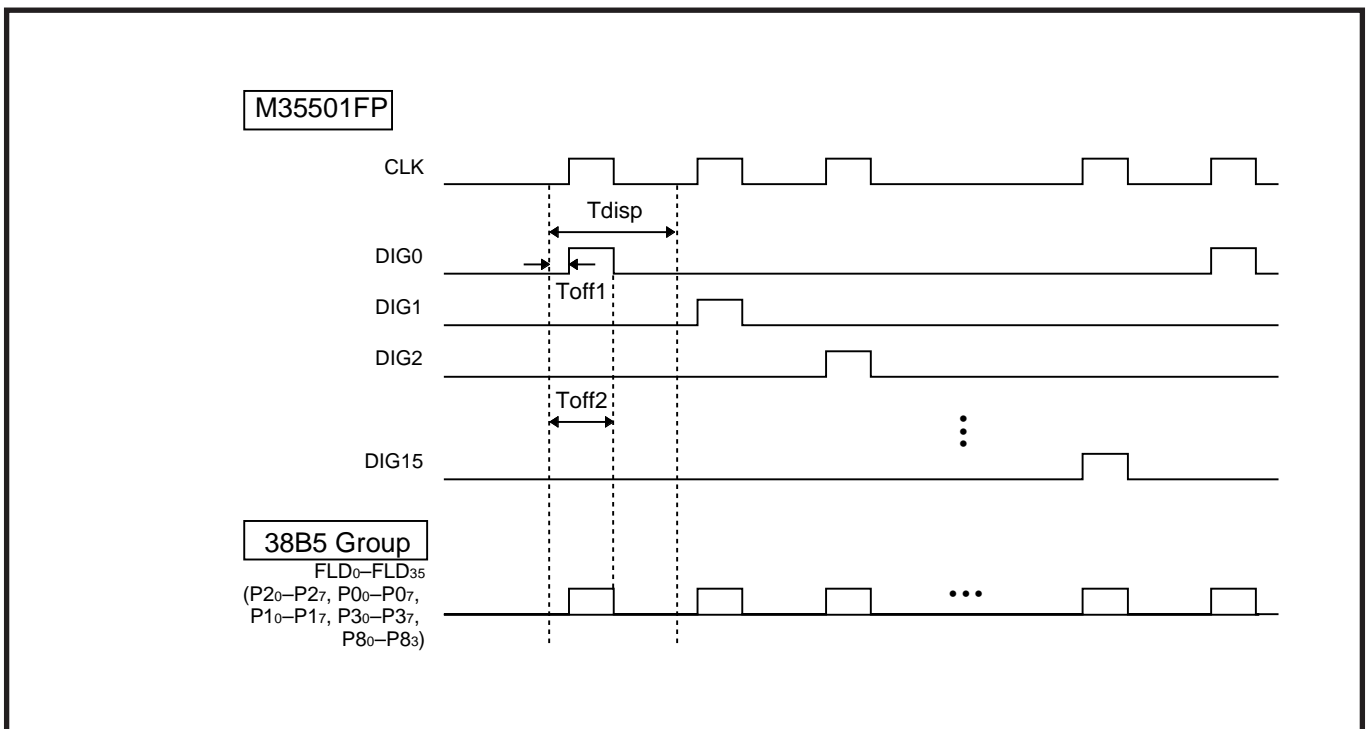 M35501FP
CLK
Tdisp
DIG0
Toff1
DIG1
DIG2
Toff2
DIG15
38B5 Group
FLD0–FLD35
(P20–P27, P00–P07,
P10–P17, P30–P37,
P80–P83)